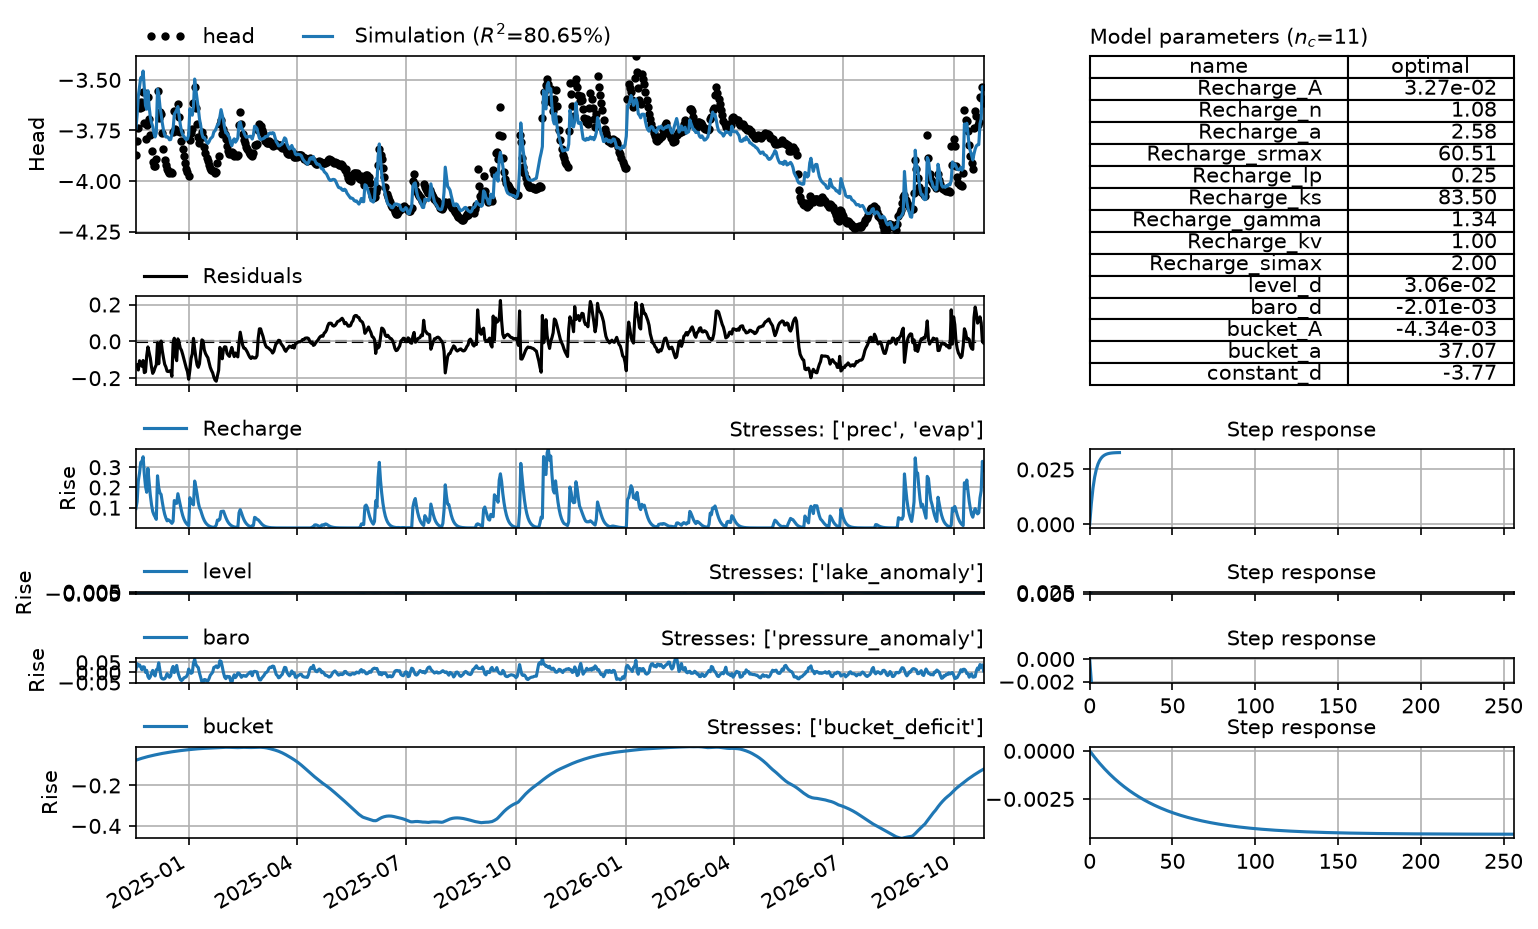 head
Simulation (R²=80.65%)
Head
−3.50
−3.75
−4.00
−4.25
Model parameters (n_c=11)
name optimal
Recharge_A 3.27e-02
Recharge_n 1.08
Recharge_a 2.58
Recharge_srmax 60.51
Recharge_lp 0.25
Recharge_ks 83.50
Recharge_gamma 1.34
Recharge_kv 1.00
Recharge_simax 2.00
level_d 3.06e-02
baro_d -2.01e-03
bucket_A -4.34e-03
bucket_a 37.07
constant_d -3.77
Residuals
0.2
0.0
−0.2
Recharge
Stresses: ['prec', 'evap']
Rise
0.3
0.2
0.1
Step response
0.025
0.000
level
Stresses: ['lake_anomaly']
Rise
Step response
baro
Stresses: ['pressure_anomaly']
Rise
0.05
0.00
−0.05
Step response
0.000
−0.002
0 50 100 150 200 250
bucket
Stresses: ['bucket_deficit']
Rise
−0.2
−0.4
2025-01 2025-04 2025-07 2025-10 2026-01 2026-04 2026-07 2026-10
Step response
0.0000
−0.0025
0 50 100 150 200 250